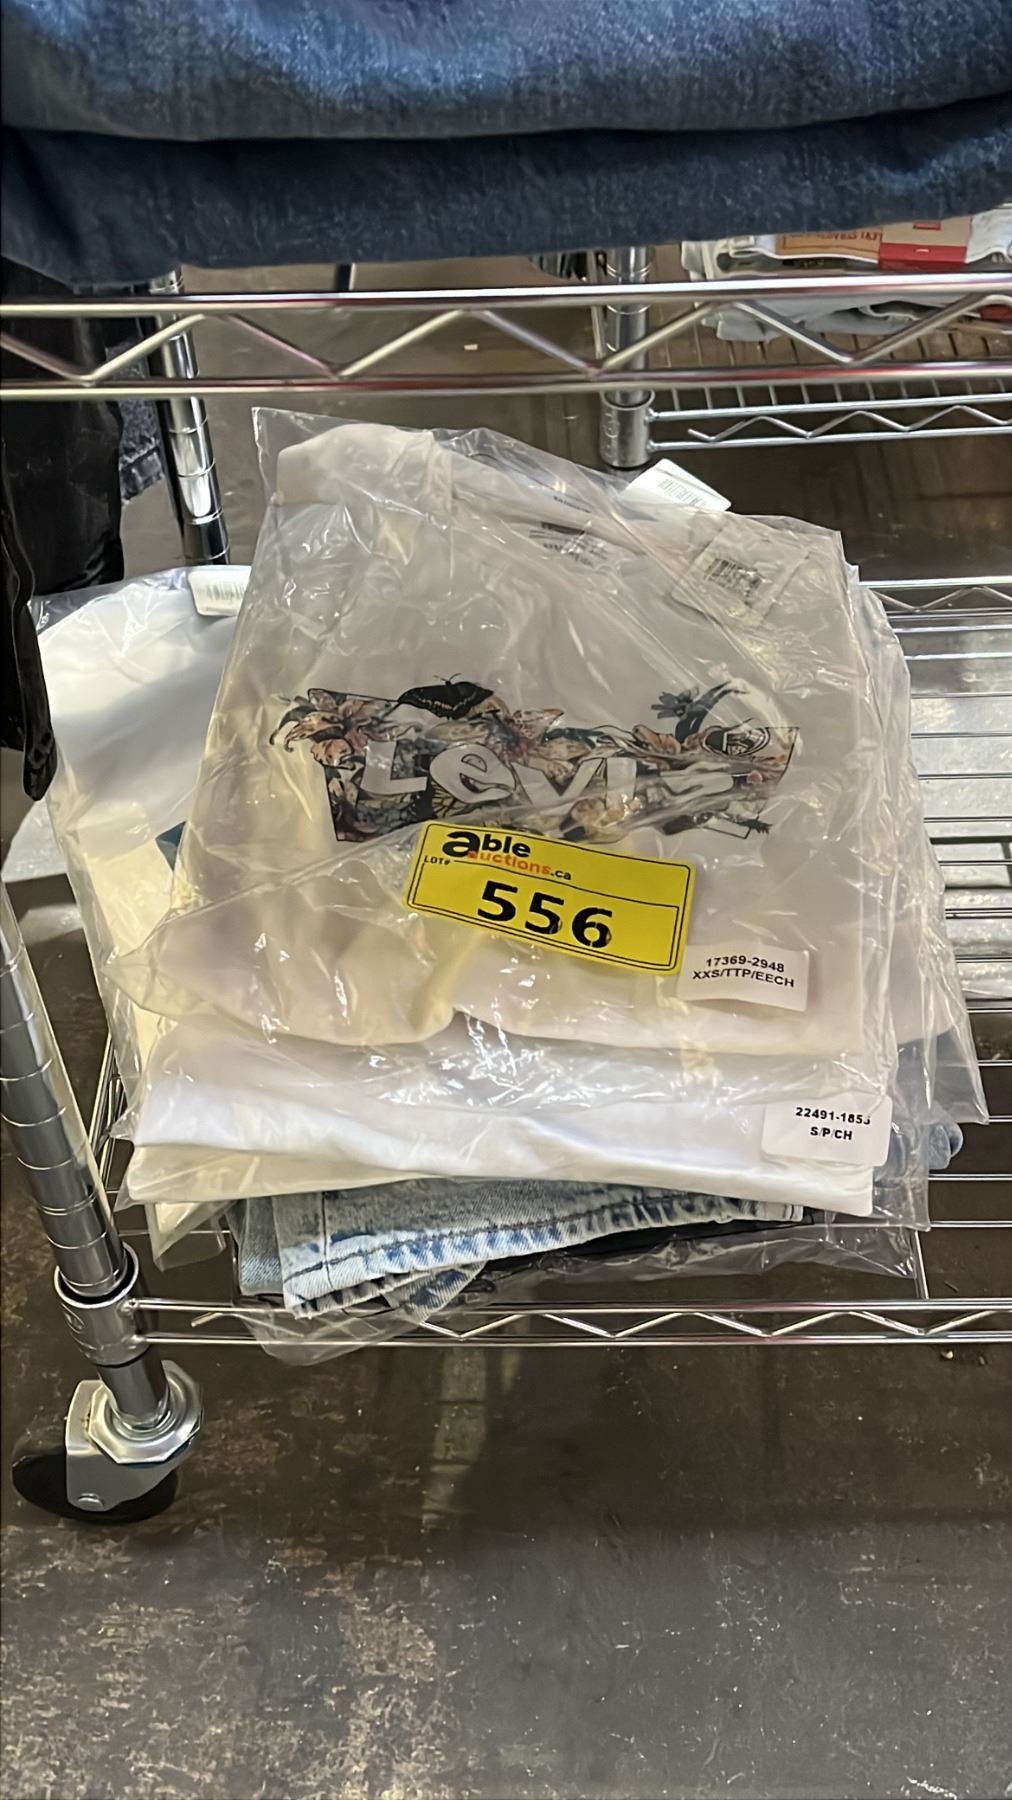 Levi's
able
auctions.ca
LOT#
556
17369-2948
XXS/TTP/EECH
22491-1853
S/P/CH